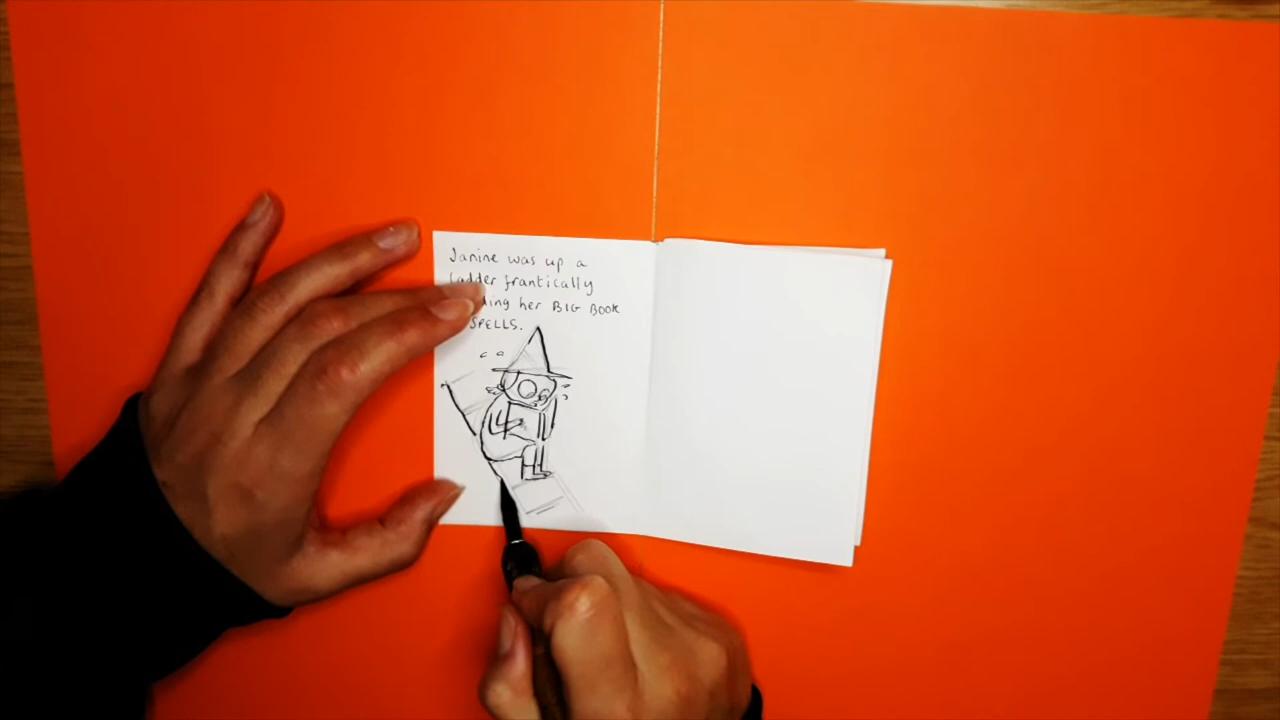 Janine was up a
Ladder frantically
her BIG BOOK
SPELLS.